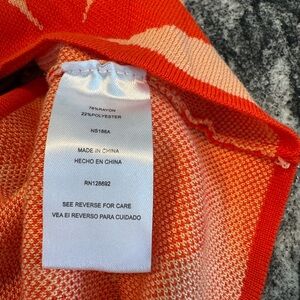 78%RAYON
22%POLYESTER
NS186A
MADE IN CHINA
HECHO EN CHINA
RN128692
SEE REVERSE FOR CARE
VEA EI REVERSO PARA CUIDADO